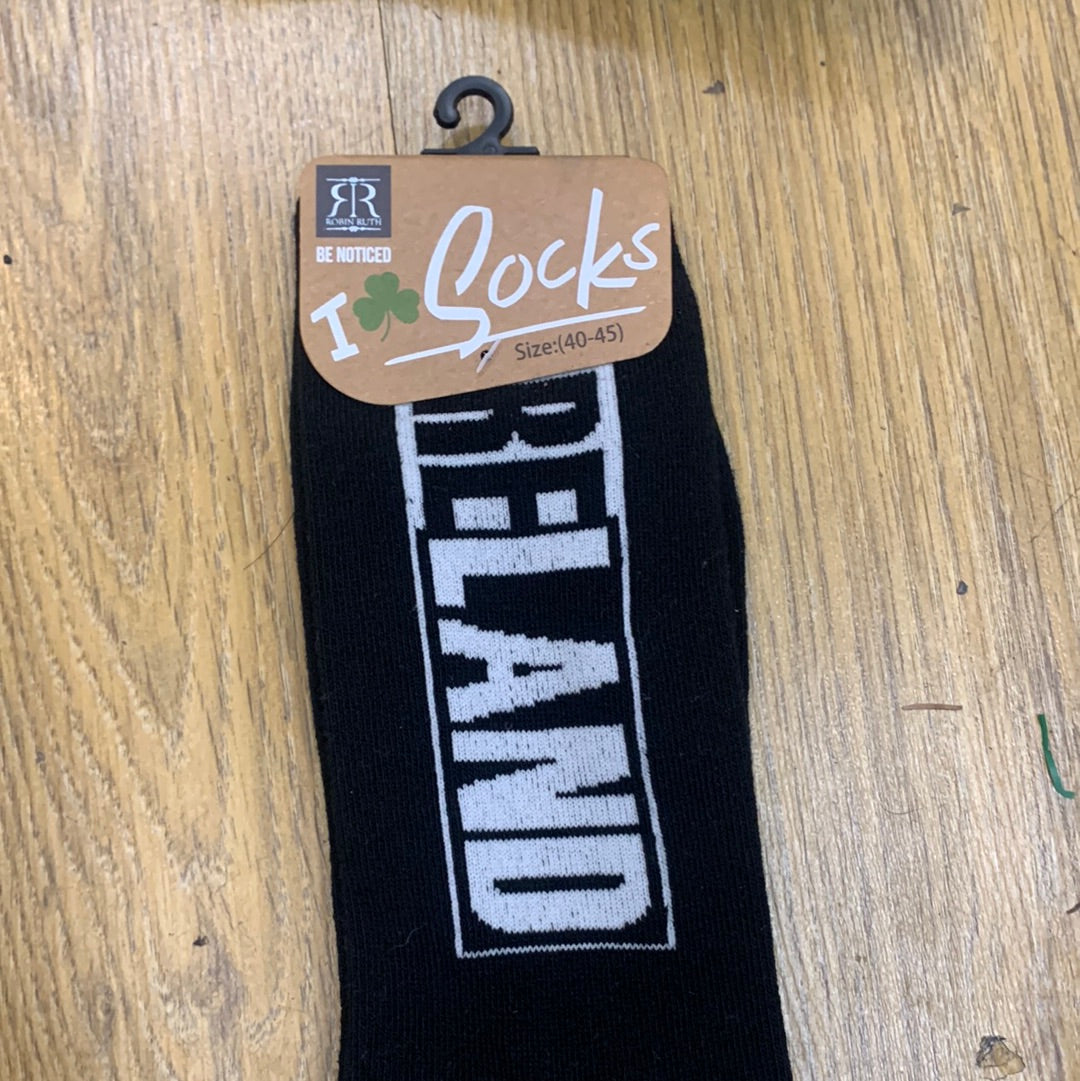 RR
ROBIN RUTH
BE NOTICED
I Socks
Size:(40-45)
RELAND